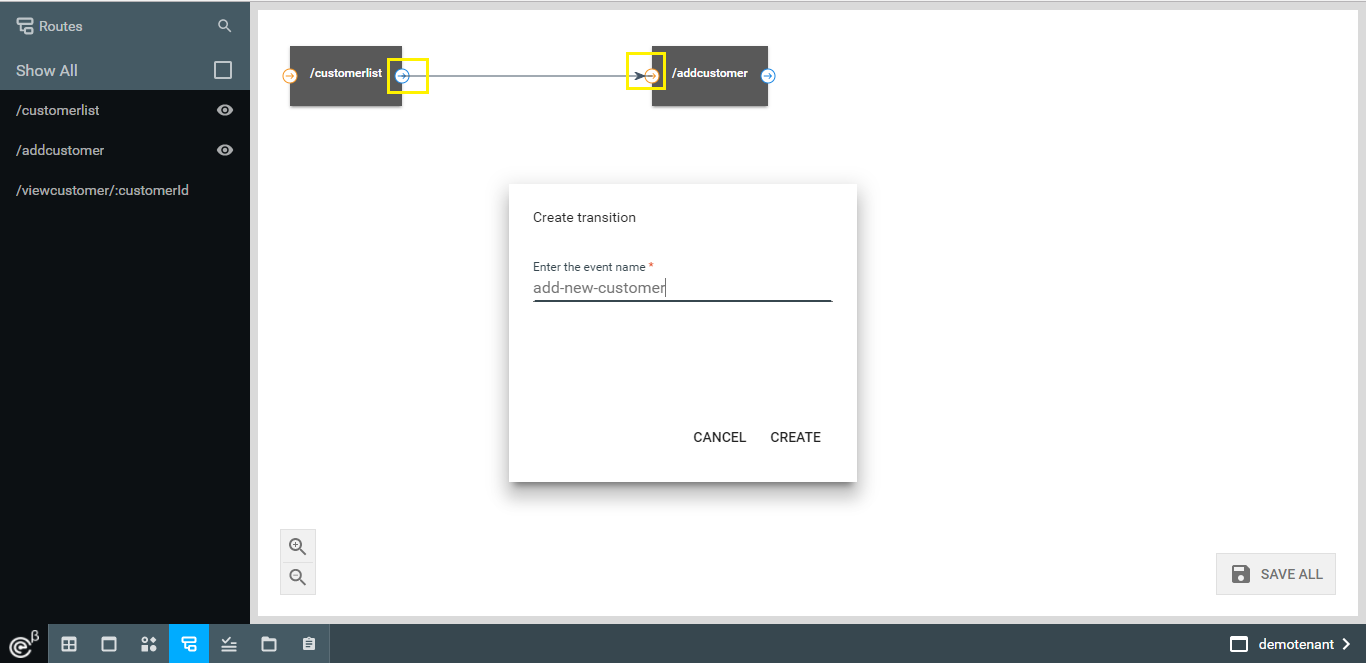 Routes
Show All
/customerlist
/addcustomer
/viewcustomer/:customerId
/customerlist
/addcustomer
Create transition
Enter the event name *
add-new-customer
CANCEL CREATE
SAVE ALL
β
demotenant